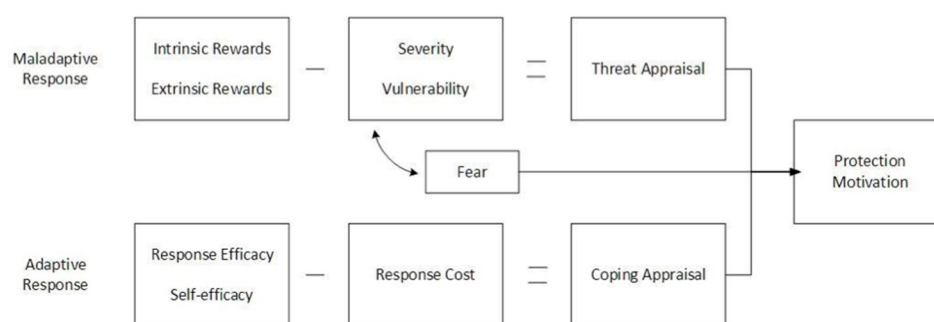 Maladaptive
Response
Intrinsic Rewards
Extrinsic Rewards
—
Severity
Vulnerability
=
Threat Appraisal
Fear
Protection
Motivation
Adaptive
Response
Response Efficacy
Self-efficacy
—
Response Cost
=
Coping Appraisal